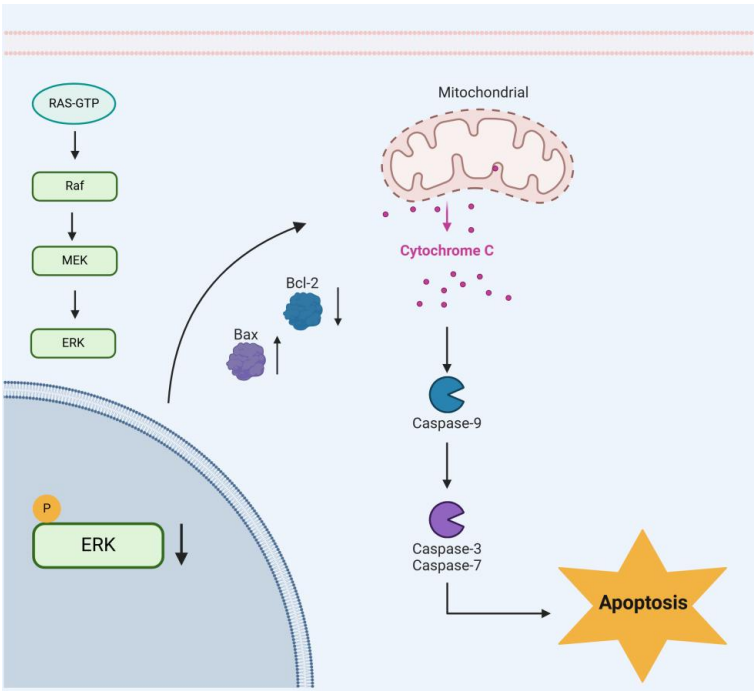 RAS-GTP
Raf
MEK
ERK
P
ERK
Bax
Bcl-2
Mitochondrial
Cytochrome C
Caspase-9
Caspase-3
Caspase-7
Apoptosis